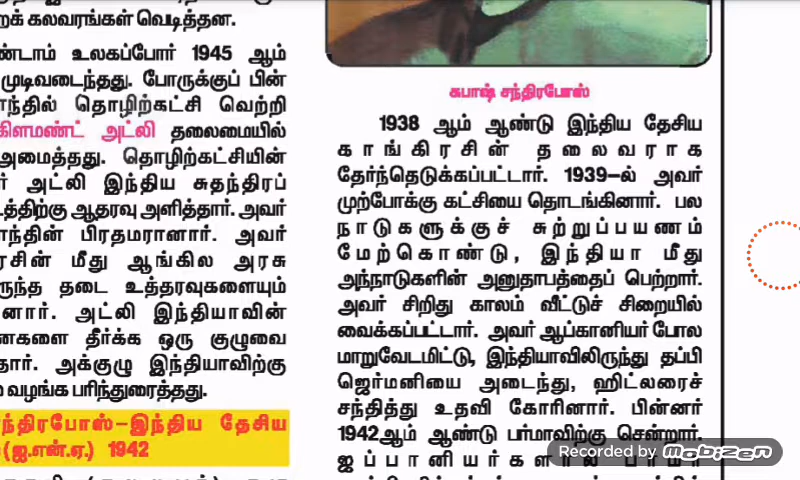 கலவரங்கள் வெடித்தன.
உலகப்போர் 1945 ஆம்
முடிவடைந்தது. போருக்குப் பின்
தொழிற்கட்சி வெற்றி
அட்லி தலைமையில்
அமைத்தது. தொழிற்கட்சியின்
அட்லி இந்திய சுதந்திரப்
ஆதரவு அளித்தார். அவர்
பிரதமரானார். அவர்
மீது ஆங்கில அரசு
தடை உத்தரவுகளையும்
அட்லி இந்தியாவின்
தீர்க்க ஒரு குழுவை
அக்குழு இந்தியாவிற்கு
வழங்க பரிந்துரைத்தது.
ந்திரபோஸ்–இந்திய தேசிய
(ஐ.என்.ஏ.) 1942
சுபாஷ் சந்திரபோஸ்
1938 ஆம் ஆண்டு இந்திய தேசிய
காங்கிரசின் தலைவராக
தேர்ந்தெடுக்கப்பட்டார். 1939–ல் அவர்
முற்போக்கு கட்சியை தொடங்கினார். பல
நாடுகளுக்குச் சுற்றுப்பயணம்
மேற்கொண்டு, இந்தியா மீது
அந்நாடுகளின் அனுதாபத்தைப் பெற்றார்.
அவர் சிறிது காலம் வீட்டுச் சிறையில்
வைக்கப்பட்டார். அவர் ஆப்கானியர் போல
மாறுவேடமிட்டு, இந்தியாவிலிருந்து தப்பி
ஜெர்மனியை அடைந்து, ஹிட்லரைச்
சந்தித்து உதவி கோரினார். பின்னர்
1942ஆம் ஆண்டு பர்மாவிற்கு சென்றார்.
Recorded by Mobizen